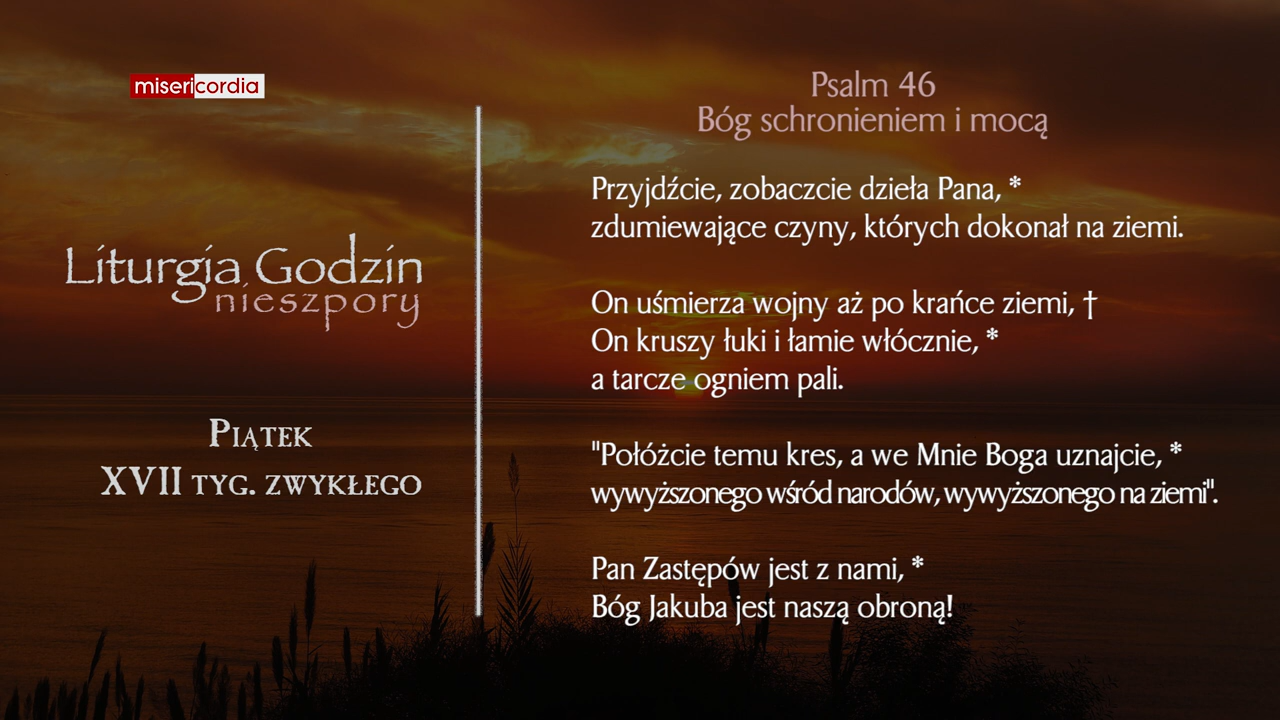 misericordia
Liturgia Godzin
nieszpory
Piątek
XVII tyg. zwykłego
Psalm 46
Bóg schronieniem i mocą
Przyjdźcie, zobaczcie dzieła Pana, *
zdumiewające czyny, których dokonał na ziemi.
On uśmierza wojny aż po krańce ziemi, †
On kruszy łuki i łamie włócznie, *
a tarcze ogniem pali.
"Połóżcie temu kres, a we Mnie Boga uznajcie, *
wywyższonego wśród narodów, wywyższonego na ziemi".
Pan Zastępów jest z nami, *
Bóg Jakuba jest naszą obroną!